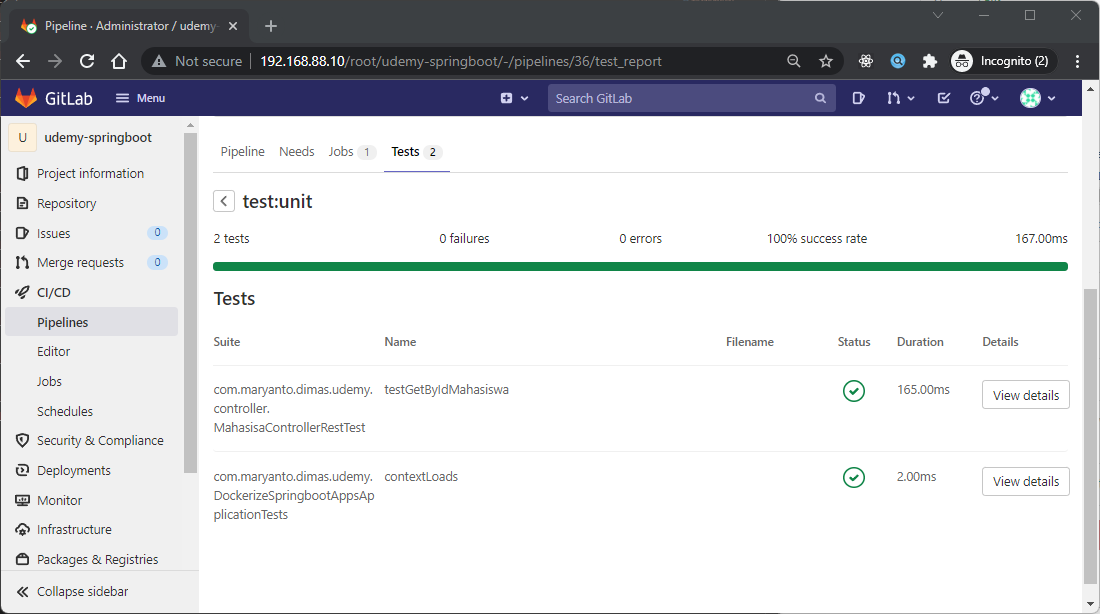 Pipeline · Administrator / udemy-
Not secure 192.168.88.10/root/udemy-springboot/-/pipelines/36/test_report Incognito (2)
GitLab Menu Search GitLab
U udemy-springboot
Project information
Repository
Issues 0
Merge requests 0
CI/CD
Pipelines
Editor
Jobs
Schedules
Security & Compliance
Deployments
Monitor
Infrastructure
Packages & Registries
Collapse sidebar
Pipeline Needs Jobs 1 Tests 2
test:unit
2 tests 0 failures 0 errors 100% success rate 167.00ms
Tests
Suite Name Filename Status Duration Details
com.maryanto.dimas.udemy. testGetByIdMahasiswa 165.00ms View details
controller.
MahasisaControllerRestTest
com.maryanto.dimas.udemy. contextLoads 2.00ms View details
DockerizeSpringbootAppsAp
plicationTests